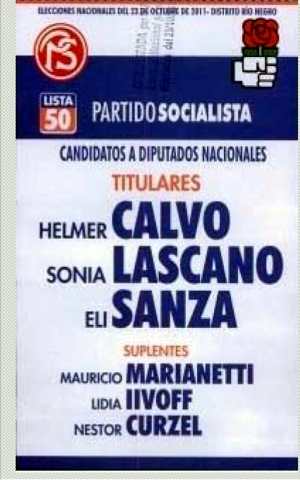 ELECCIONES NACIONALES DEL 23 DE OCTUBRE DE 2011- DISTRITO RÍO NEGRO
PS
LISTA
50
PARTIDO SOCIALISTA
CANDIDATOS A DIPUTADOS NACIONALES
TITULARES
HELMER CALVO
SONIA LASCANO
ELI SANZA
SUPLENTES
MAURICIO MARIANETTI
LIDIA IIVOFF
NESTOR CURZEL